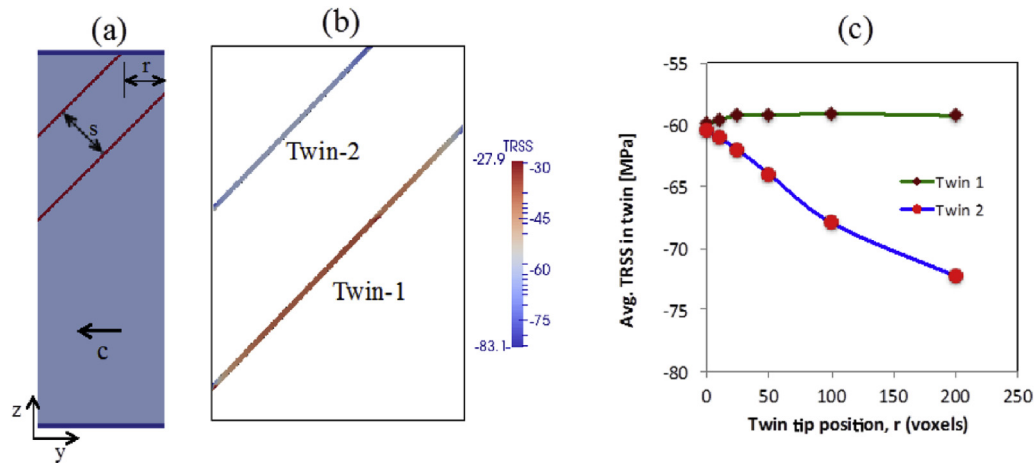 (a)
r
s
c
z
y
(b)
Twin-2
Twin-1
TRSS
-27.9
-30
-45
-60
-75
-83.1
(c)
Avg. TRSS in twin [MPa]
-55
-60
-65
-70
-75
-80
Twin 1
Twin 2
0
50
100
150
200
250
Twin tip position, r (voxels)